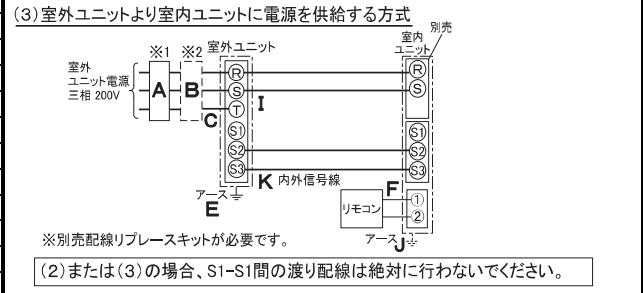 (3)室外ユニットより室内ユニットに電源を供給する方式
※1 ※2 室外ユニット
室内
ユニット
別売
室外
ユニット電源
三相 200V
A
B
C
R
S
T
S1
S2
S3
I
R
S
S1
S2
S3
K 内外信号線
アース
E
リモコン
F
①
②
アース
J
※別売配線リプレースキットが必要です。
(2)または(3)の場合、S1-S1間の渡り配線は絶対に行わないでください。